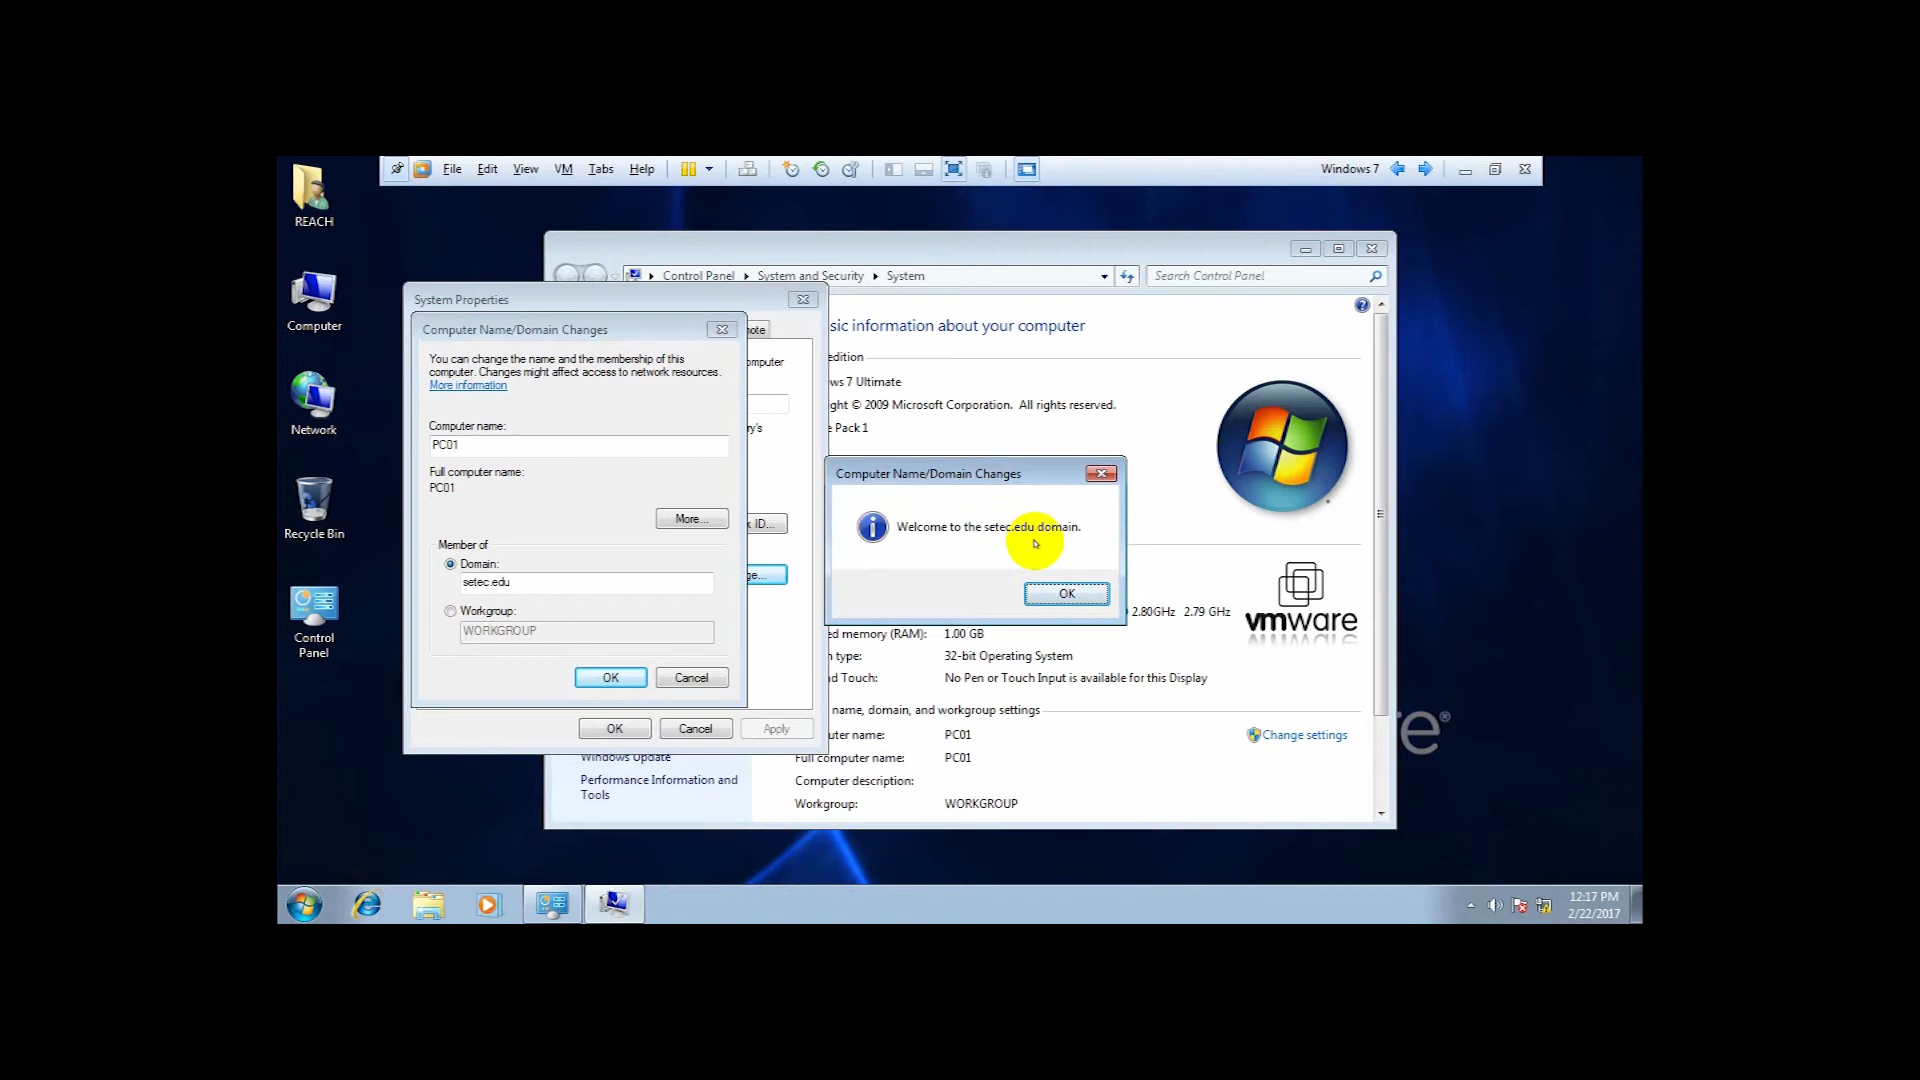 File Edit View VM Tabs Help
Windows 7
REACH
Computer
Network
Recycle Bin
Control
Panel
Control Panel System and Security System
Search Control Panel
System Properties
Computer Name/Domain Changes
You can change the name and the membership of this
computer. Changes might affect access to network resources.
More information
Computer name:
PC01
Full computer name:
PC01
More...
Member of
Domain:
setec.edu
Workgroup:
WORKGROUP
OK Cancel
OK Cancel Apply
ote
omputer
ry's
k ID...
ge...
Computer Name/Domain Changes
Welcome to the setec.edu domain.
OK
sic information about your computer
edition
ws 7 Ultimate
ght © 2009 Microsoft Corporation. All rights reserved.
e Pack 1
2.80GHz 2.79 GHz
ed memory (RAM): 1.00 GB
m type: 32-bit Operating System
nd Touch: No Pen or Touch Input is available for this Display
name, domain, and workgroup settings
uter name: PC01
Change settings
Full computer name: PC01
Computer description:
Workgroup: WORKGROUP
vmware
Windows Update
Performance Information and
Tools
e®
12:17 PM
2/22/2017